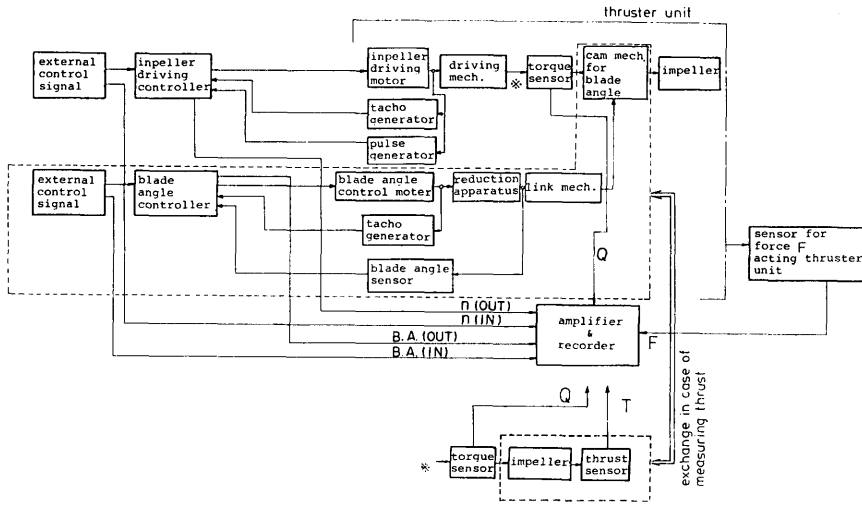 thruster unit
external
control
signal
inpeller
driving
controller
inpeller
driving
motor
driving
mech.
※
torque
sensor
cam mech.
for
blade
angle
impeller
tacho
generator
pulse
generator
external
control
signal
blade
angle
controller
blade angle
control moter
reduction
apparatus
link mech.
tacho
generator
blade angle
sensor
Q
sensor for
force F
acting thruster
unit
n (OUT)
n (IN)
B.A. (OUT)
B.A. (IN)
amplifier
&
recorder
F
Q
T
※
torque
sensor
impeller
thrust
sensor
exchange in case of
measuring thrust